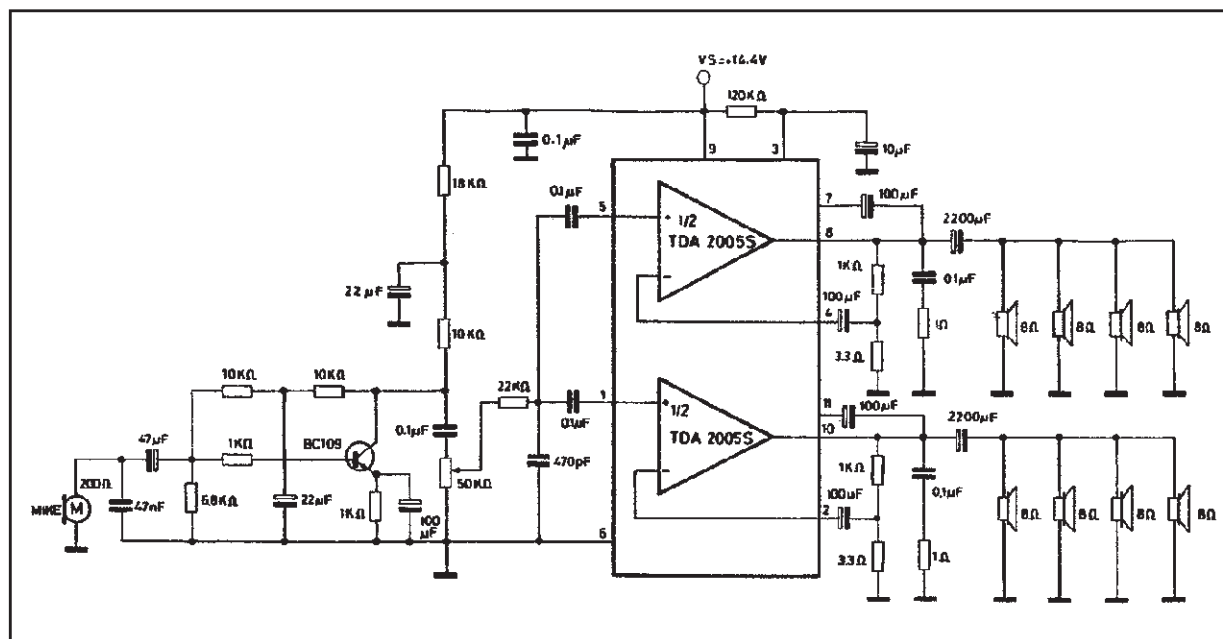 VS=+14.4V
120KΩ
0.1µF
9
3
10µF
18KΩ
0.1µF
5
7
100µF
1/2
TDA 2005S
8
2200µF
+
−
1KΩ
0.1µF
22µF
100µF
4
10KΩ
3.3Ω
8Ω
8Ω
8Ω
8Ω
10KΩ
10KΩ
22KΩ
1
0.1µF
11
100µF
1/2
TDA 2005S
10
2200µF
+
−
47µF
1KΩ
BC109
0.1µF
470pF
1KΩ
0.1µF
200Ω
MIKE
M
47nF
6.8KΩ
22µF
1KΩ
100
µF
50KΩ
100µF
2
6
3.3Ω
1Ω
8Ω
8Ω
8Ω
8Ω